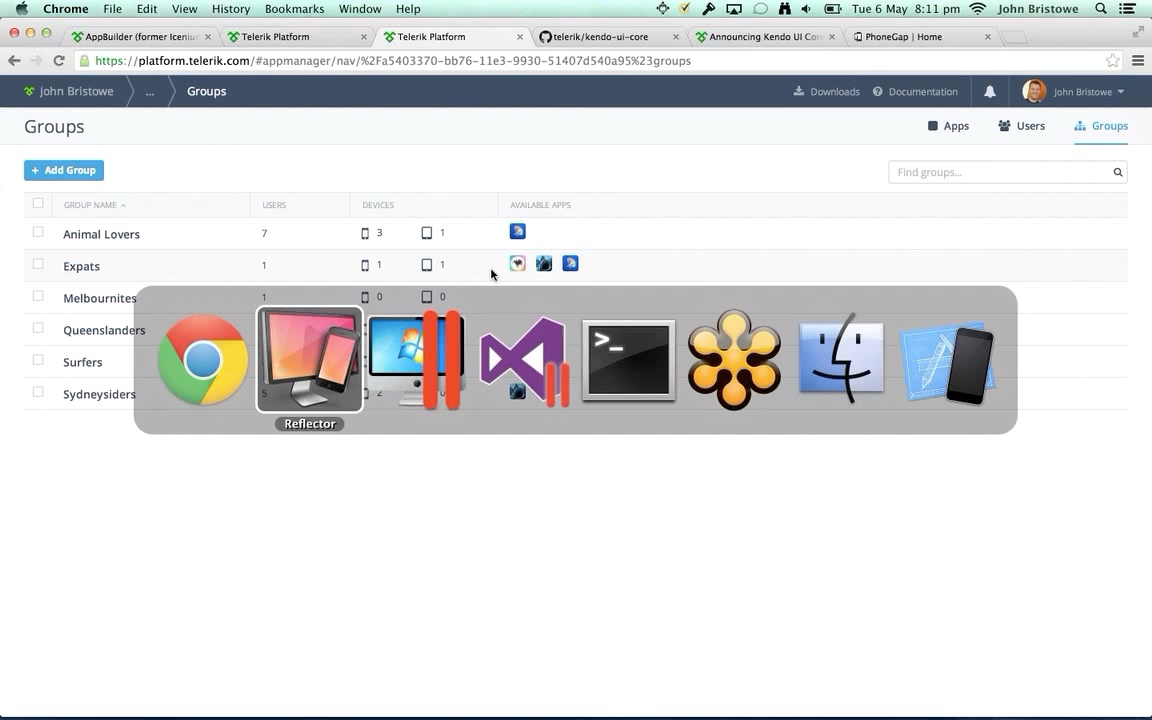 Chrome File Edit View History Bookmarks Window Help Tue 6 May 8:11 pm John Bristowe
AppBuilder (former Iceniu Telerik Platform Telerik Platform telerik/kendo-ui-core Announcing Kendo UI Cor PhoneGap | Home
https://platform.telerik.com/#appmanager/nav/%2Fa5403370-bb76-11e3-9930-51407d540a95%23groups
John Bristowe ... Groups Downloads Documentation John Bristowe
Groups Apps Users Groups
+ Add Group Find groups...
GROUP NAME USERS DEVICES AVAILABLE APPS
Animal Lovers 7 3 1
Expats 1 1 1
Melbournites 1 0 0
Queenslanders
Surfers
Sydneysiders 5 2 0
>_
Reflector